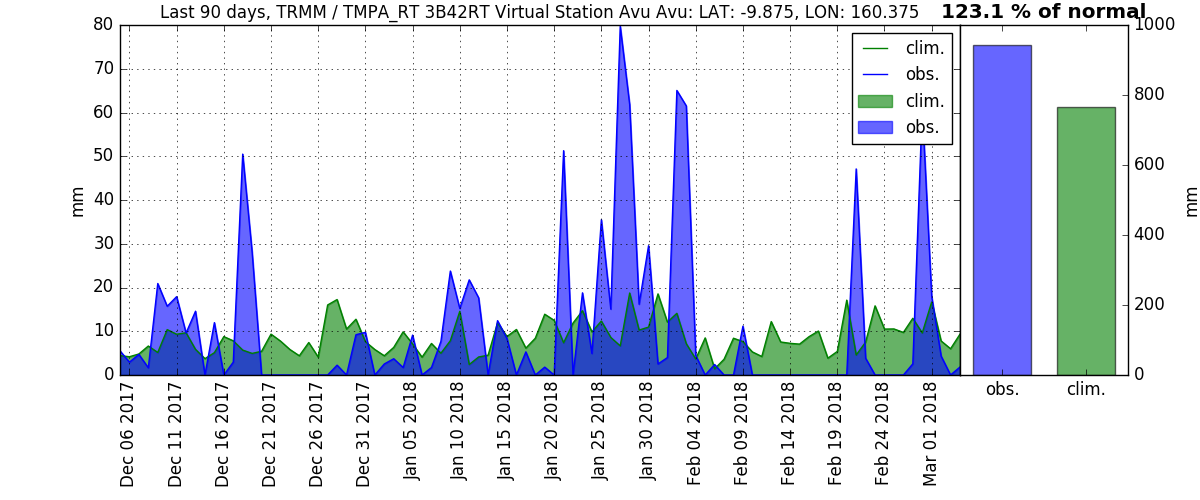 Last 90 days, TRMM / TMPA_RT 3B42RT Virtual Station Avu Avu: LAT: -9.875, LON: 160.375
123.1 % of normal
80
70
60
50
40
30
20
10
0
mm
clim.
obs.
clim.
obs.
Dec 06 2017
Dec 11 2017
Dec 16 2017
Dec 21 2017
Dec 26 2017
Dec 31 2017
Jan 05 2018
Jan 10 2018
Jan 15 2018
Jan 20 2018
Jan 25 2018
Jan 30 2018
Feb 04 2018
Feb 09 2018
Feb 14 2018
Feb 19 2018
Feb 24 2018
Mar 01 2018
1000
800
600
400
200
0
mm
obs.
clim.